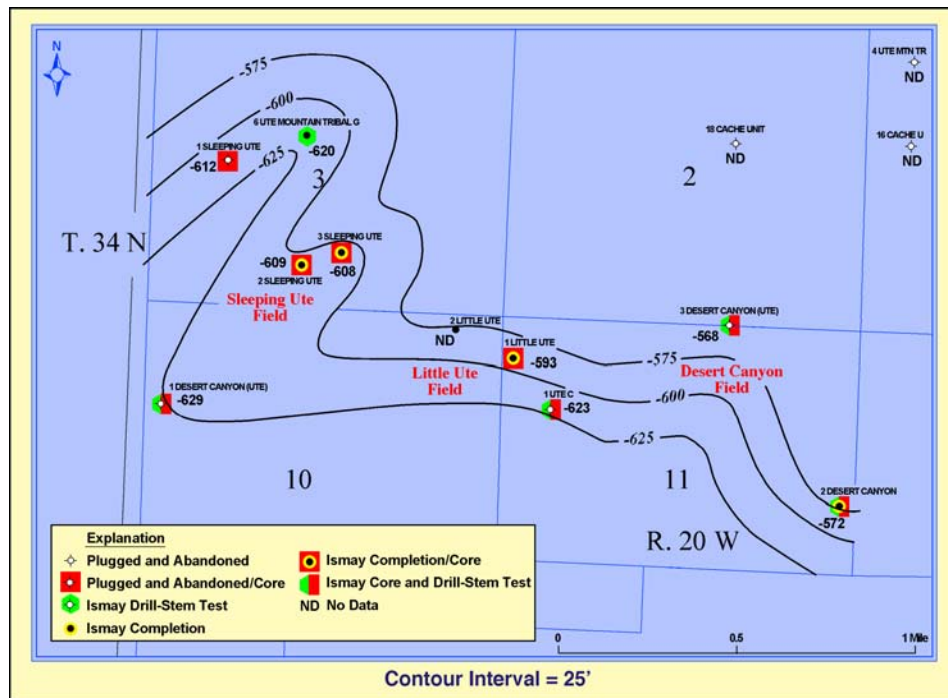 N
-575
4 UTE MTN TR
ND
-600
6 UTE MOUNTAIN TRIBAL G
-620
18 CACHE UNIT
ND
16 CACHE U
ND
1 SLEEPING UTE
-612
-625
3
2
T. 34 N
3 SLEEPING UTE
-608
-609
2 SLEEPING UTE
Sleeping Ute
Field
2 LITTLE UTE
ND
3 DESERT CANYON (UTE)
-568
1 LITTLE UTE
-593
-575
Little Ute
Field
Desert Canyon
Field
1 DESERT CANYON (UTE)
-629
1 UTE C
-623
-600
-625
10
11
2 DESERT CANYON
-572
R. 20 W
Explanation
Plugged and Abandoned
Plugged and Abandoned/Core
Ismay Drill-Stem Test
Ismay Completion
Ismay Completion/Core
Ismay Core and Drill-Stem Test
ND No Data
0 0.5 1 Mile
Contour Interval = 25'